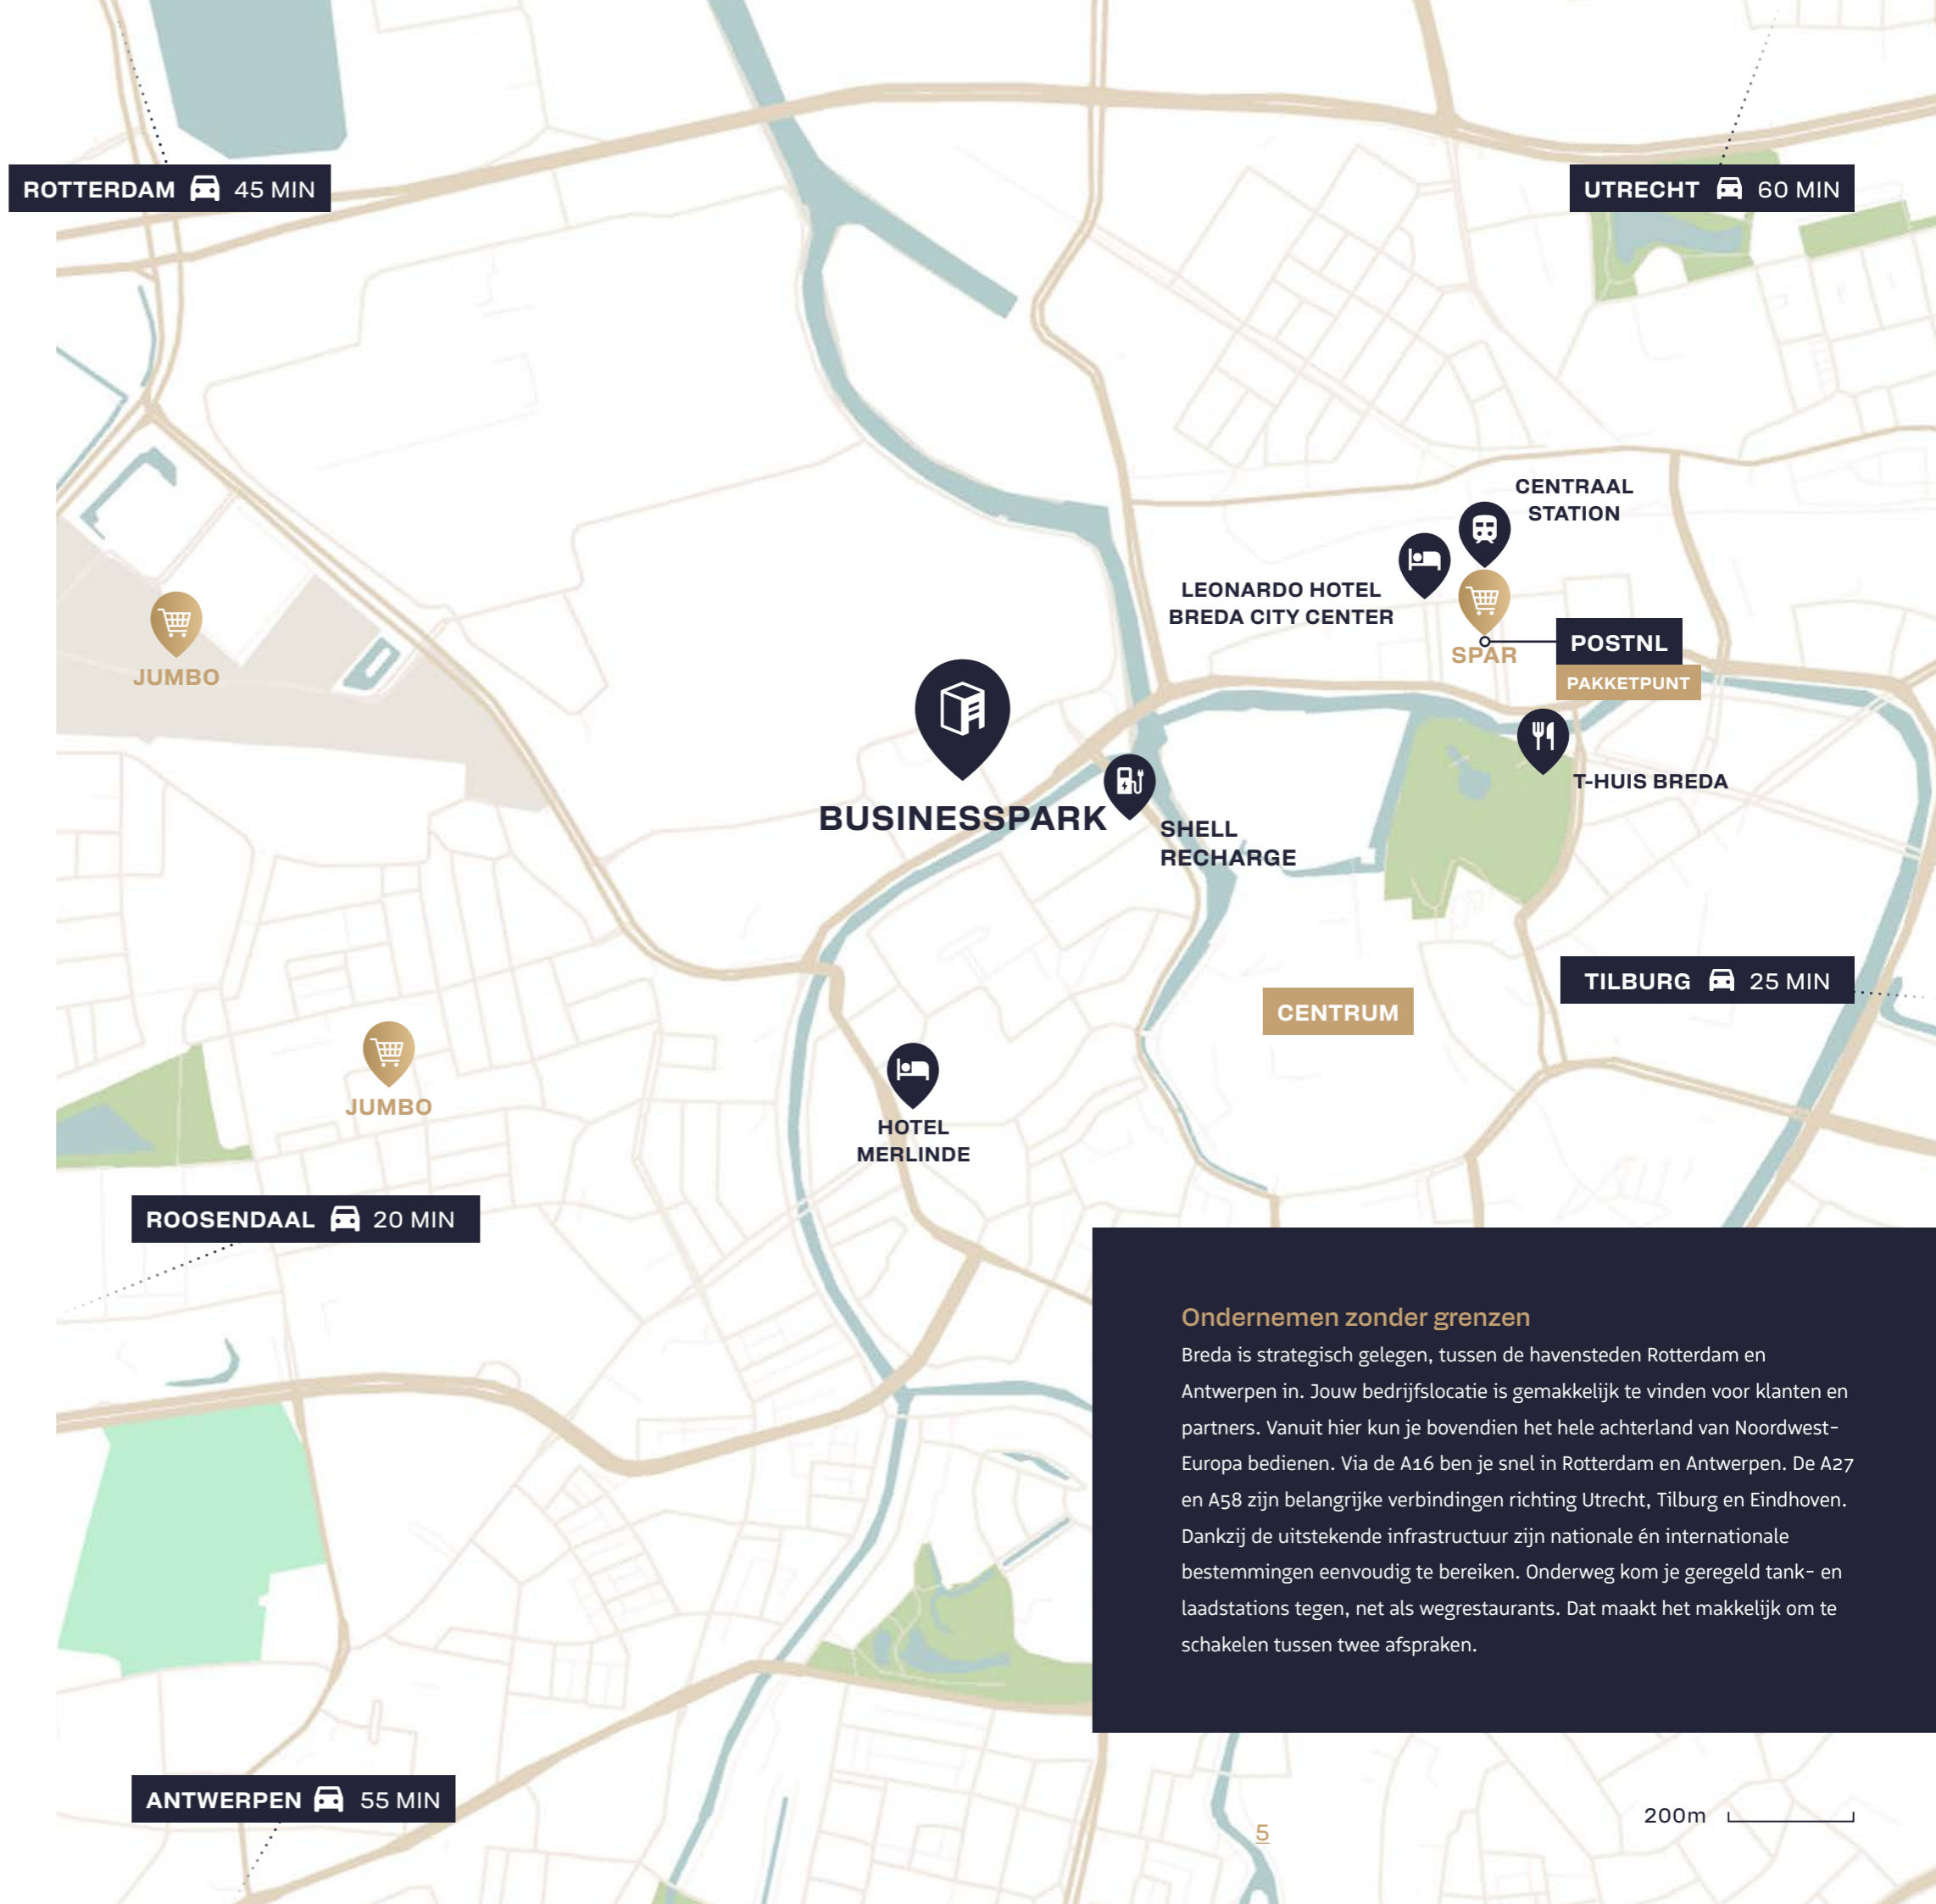 ROTTERDAM 45 MIN
UTRECHT 60 MIN
CENTRAAL
STATION
LEONARDO HOTEL
BREDA CITY CENTER
SPAR
POSTNL
PAKKETPUNT
JUMBO
T-HUIS BREDA
BUSINESSPARK
SHELL
RECHARGE
TILBURG 25 MIN
CENTRUM
JUMBO
HOTEL
MERLINDE
ROOSENDAAL 20 MIN
Ondernemen zonder grenzen
Breda is strategisch gelegen, tussen de havensteden Rotterdam en
Antwerpen in. Jouw bedrijfslocatie is gemakkelijk te vinden voor klanten en
partners. Vanuit hier kun je bovendien het hele achterland van Noordwest-
Europa bedienen. Via de A16 ben je snel in Rotterdam en Antwerpen. De A27
en A58 zijn belangrijke verbindingen richting Utrecht, Tilburg en Eindhoven.
Dankzij de uitstekende infrastructuur zijn nationale én internationale
bestemmingen eenvoudig te bereiken. Onderweg kom je geregeld tank- en
laadstations tegen, net als wegrestaurants. Dat maakt het makkelijk om te
schakelen tussen twee afspraken.
ANTWERPEN 55 MIN
200m
5